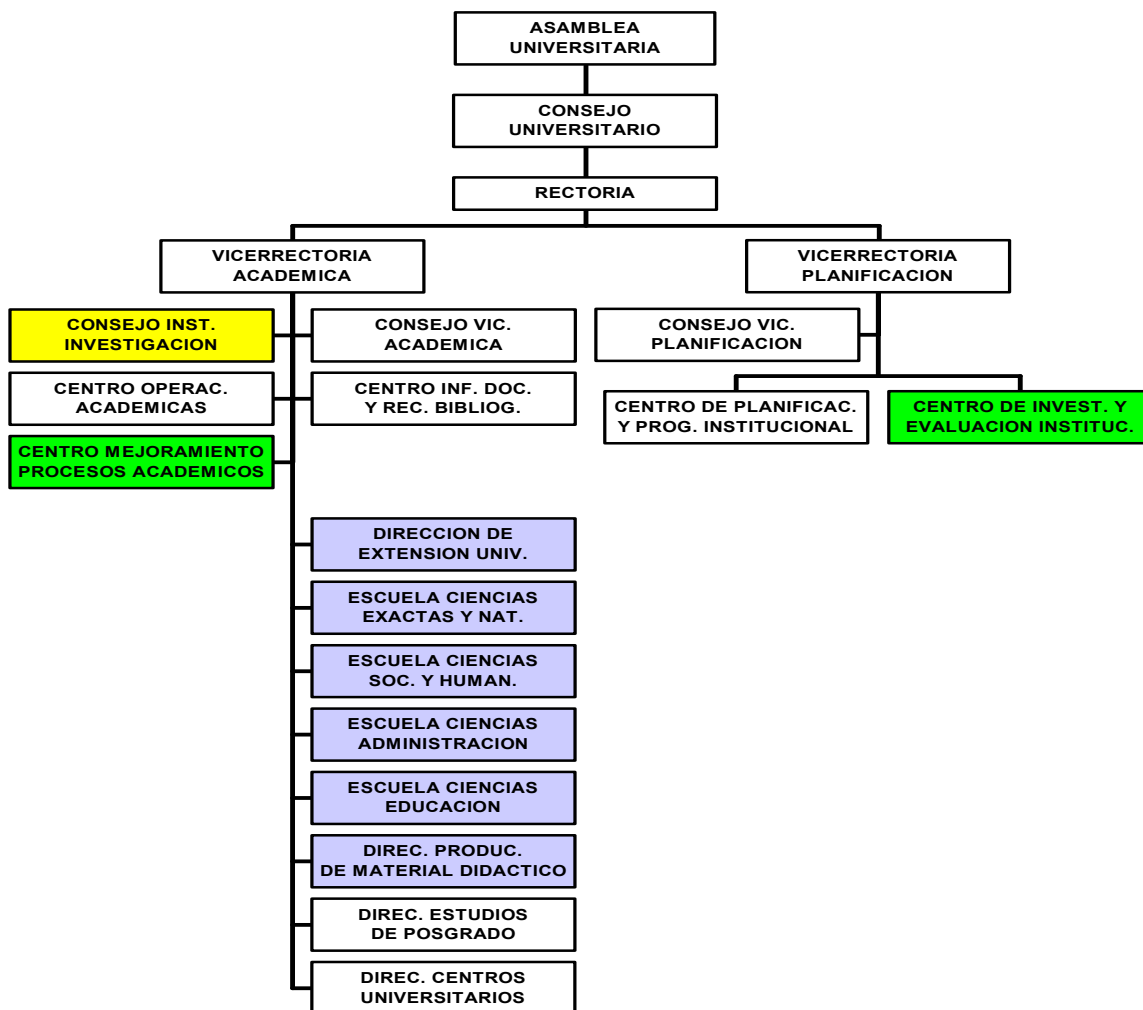 ASAMBLEA
UNIVERSITARIA
CONSEJO
UNIVERSITARIO
RECTORIA
VICERRECTORIA
ACADEMICA
VICERRECTORIA
PLANIFICACION
CONSEJO INST.
INVESTIGACION
CONSEJO VIC.
ACADEMICA
CONSEJO VIC.
PLANIFICACION
CENTRO OPERAC.
ACADEMICAS
CENTRO INF. DOC.
Y REC. BIBLIOG.
CENTRO DE PLANIFICAC.
Y PROG. INSTITUCIONAL
CENTRO DE INVEST. Y
EVALUACION INSTITUC.
CENTRO MEJORAMIENTO
PROCESOS ACADEMICOS
DIRECCION DE
EXTENSION UNIV.
ESCUELA CIENCIAS
EXACTAS Y NAT.
ESCUELA CIENCIAS
SOC. Y HUMAN.
ESCUELA CIENCIAS
ADMINISTRACION
ESCUELA CIENCIAS
EDUCACION
DIREC. PRODUC.
DE MATERIAL DIDACTICO
DIREC. ESTUDIOS
DE POSGRADO
DIREC. CENTROS
UNIVERSITARIOS